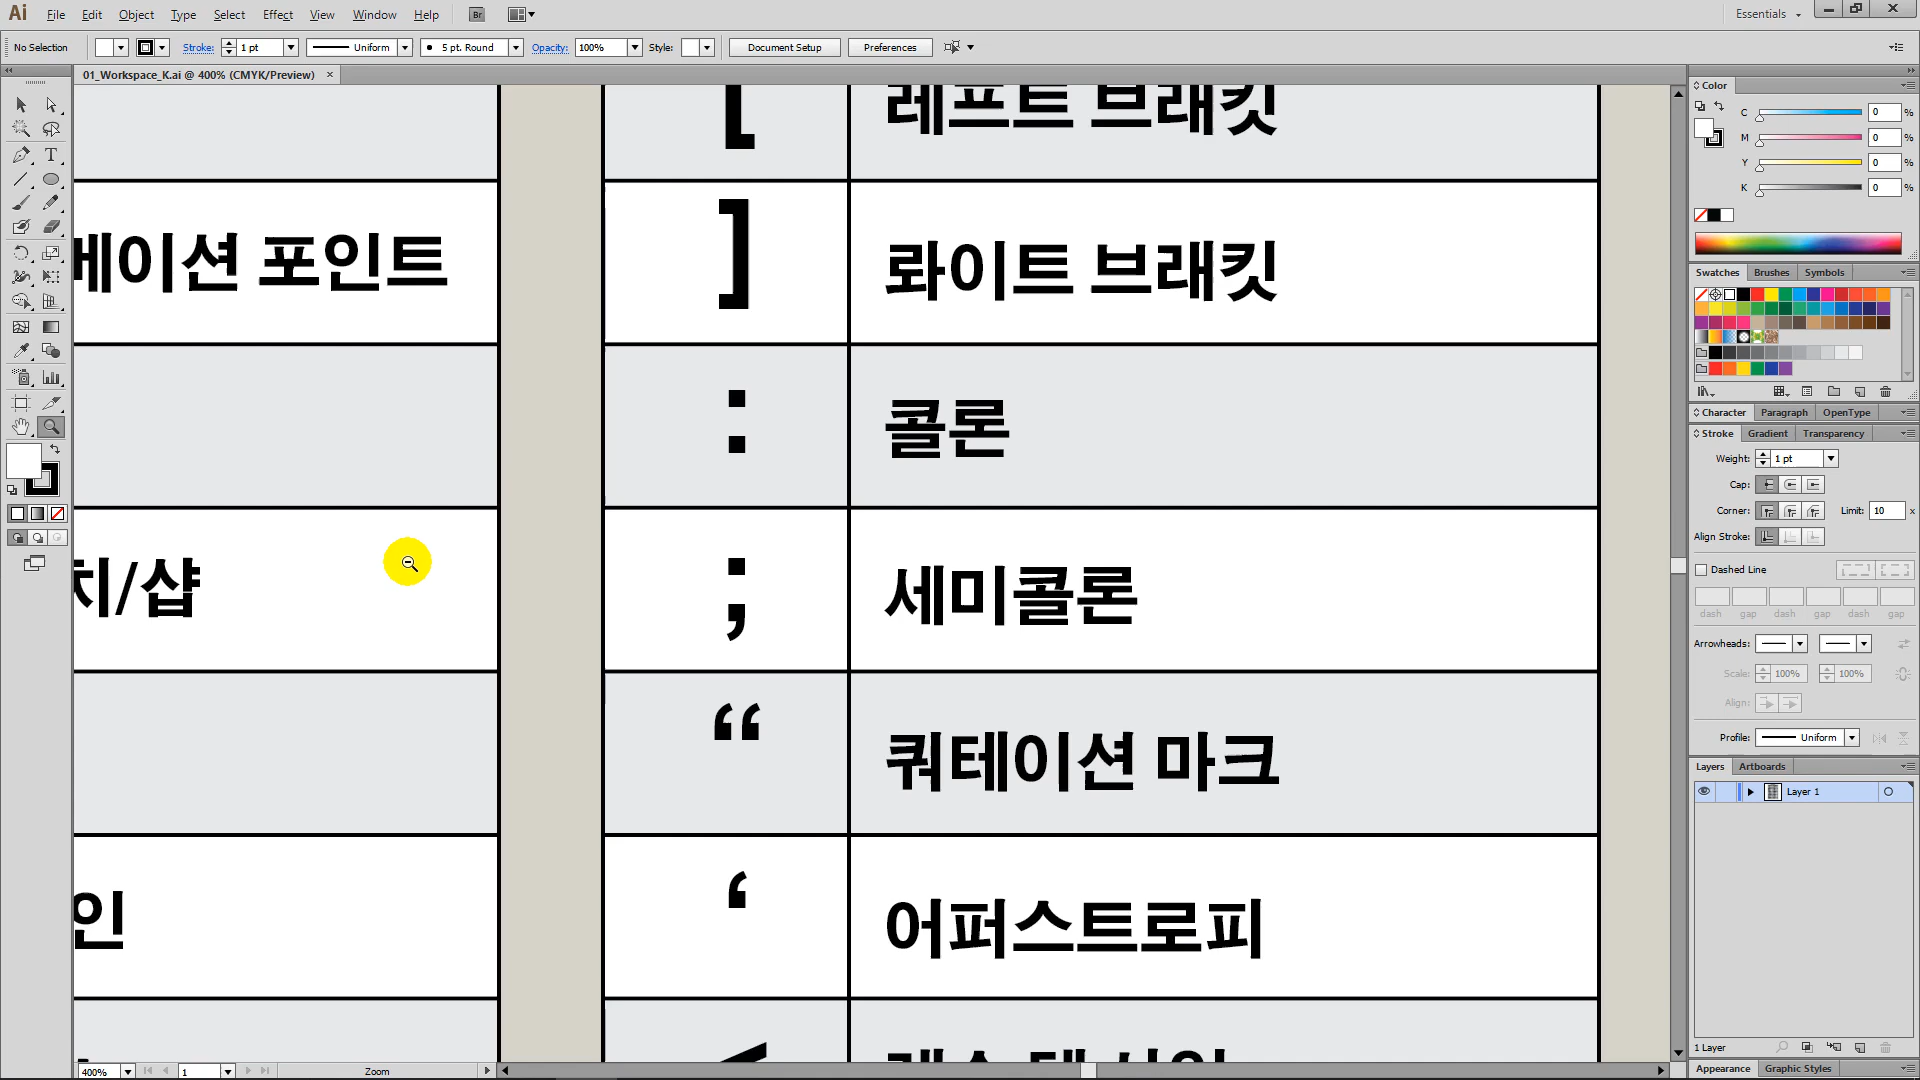 Ai File Edit Object Type Select Effect View Window Help Br Essentials
No Selection Stroke: 1 pt Uniform 5 pt. Round Opacity: 100% Style: Document Setup Preferences
01_Workspace_K.ai @ 400% (CMYK/Preview)
[ 레프트 브래킷
베이션 포인트 ] 롸이트 브래킷
: 콜론
치/샵 ; 세미콜론
“ 쿼테이션 마크
인 ‘ 어퍼스트로피
400% 1 Zoom
Color
C 0 %
M 0 %
Y 0 %
K 0 %
Swatches Brushes Symbols
Character Paragraph OpenType
Stroke Gradient Transparency
Weight: 1 pt
Cap:
Corner: Limit: 10 x
Align Stroke:
Dashed Line
dash gap dash gap dash gap
Arrowheads:
Scale: 100% 100%
Align:
Profile: Uniform
Layers Artboards
Layer 1
1 Layer
Appearance Graphic Styles